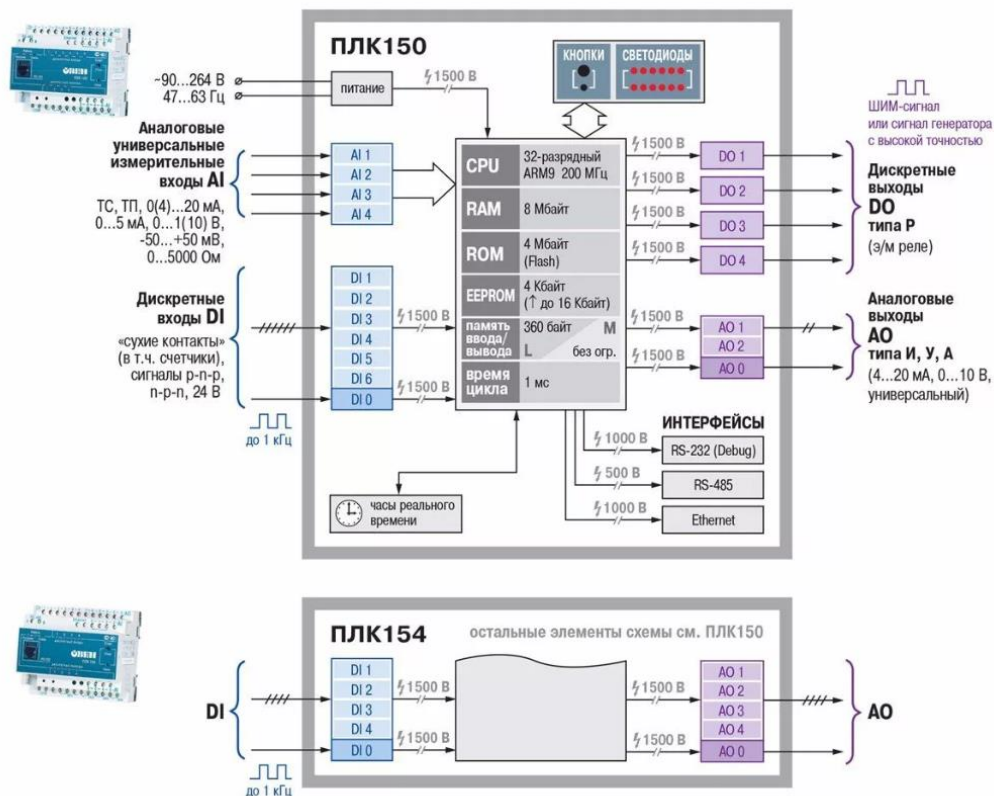 ПЛК150
КНОПКИ
СВЕТОДИОДЫ
~90...264 В
47...63 Гц
питание
1500 В
Аналоговые
универсальные
измерительные
входы AI
ТС, ТП, 0(4)...20 мА,
0...5 мА, 0...1(10) В,
-50...+50 мВ,
0...5000 Ом
AI 1
AI 2
AI 3
AI 4
Дискретные
входы DI
«сухие контакты»
(в т.ч. счетчики),
сигналы p-n-p,
n-p-n, 24 В
до 1 кГц
DI 1
DI 2
DI 3
DI 4
DI 5
DI 6
DI 0
1500 В
1500 В
CPU 32-разрядный
ARM9 200 МГц
RAM 8 Мбайт
ROM 4 Мбайт
(Flash)
EEPROM 4 Кбайт
(↑ до 16 Кбайт)
память
ввода/
вывода
360 байт M
L без огр.
время
цикла
1 мс
часы реального
времени
1500 В
1500 В
1500 В
1500 В
DO 1
DO 2
DO 3
DO 4
ШИМ-сигнал
или сигнал генератора
с высокой точностью
Дискретные
выходы
DO
типа Р
(э/м реле)
1500 В
1500 В
AO 1
AO 2
AO 0
Аналоговые
выходы
AO
типа И, У, А
(4...20 мА, 0...10 В,
универсальный)
ИНТЕРФЕЙСЫ
1000 В
RS-232 (Debug)
500 В
RS-485
1000 В
Ethernet
ПЛК154
остальные элементы схемы см. ПЛК150
DI
до 1 кГц
DI 1
DI 2
DI 3
DI 4
DI 0
1500 В
1500 В
1500 В
1500 В
AO 1
AO 2
AO 3
AO 4
AO 0
AO